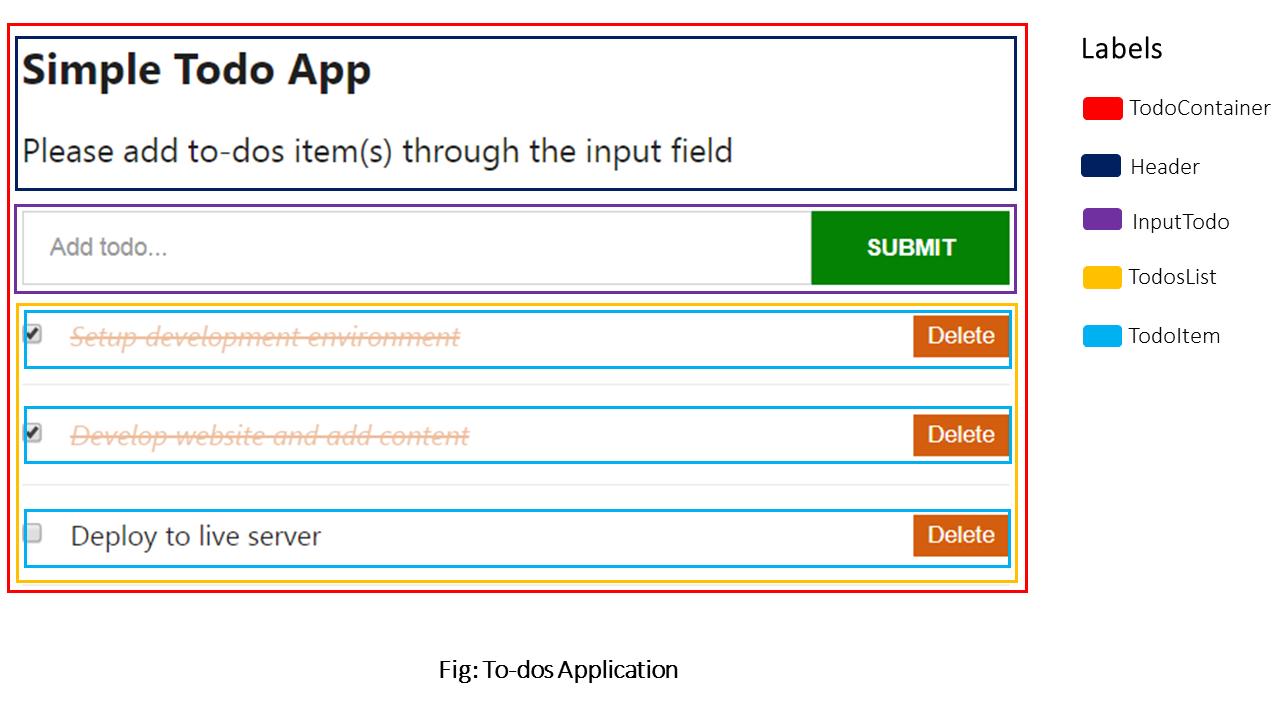 Simple Todo App
Please add to-dos item(s) through the input field
Add todo...
SUBMIT
Setup development environment
Delete
Develop website and add content
Delete
Deploy to live server
Delete
Labels
TodoContainer
Header
InputTodo
TodosList
TodoItem
Fig: To-dos Application